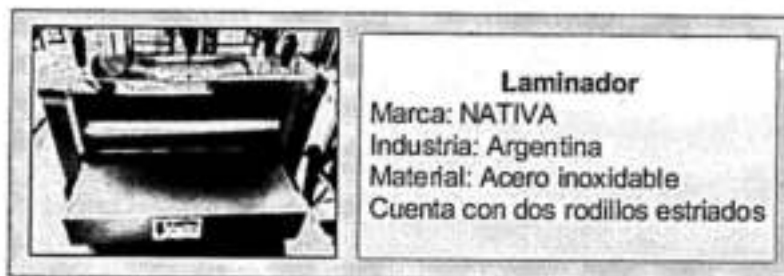 Laminador
Marca: NATIVA
Industria: Argentina
Material: Acero inoxidable
Cuenta con dos rodillos estriados